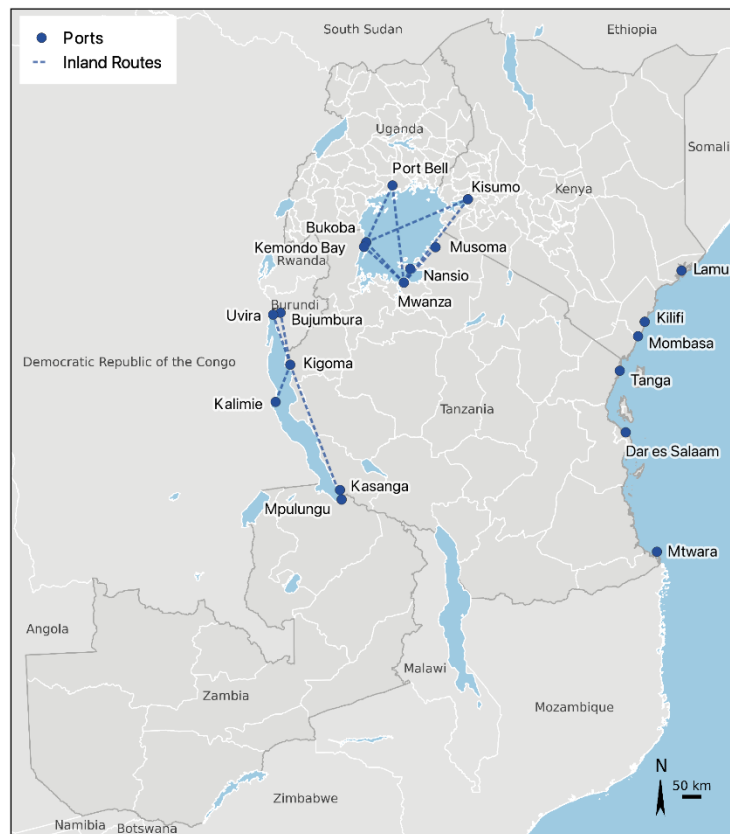 South Sudan
Ethiopia
Ports
Inland Routes
Uganda
Somali
Port Bell
Kisumo
Kenya
Bukoba
Kemondo Bay
Musoma
Rwanda
Nansio
Lamu
Mwanza
Burundi
Uvira
Bujumbura
Kilifi
Mombasa
Democratic Republic of the Congo
Kigoma
Tanga
Kalimie
Tanzania
Dar es Salaam
Kasanga
Mpulungu
Mtwara
Angola
Malawi
Zambia
Mozambique
N
50 km
Zimbabwe
Namibia
Botswana